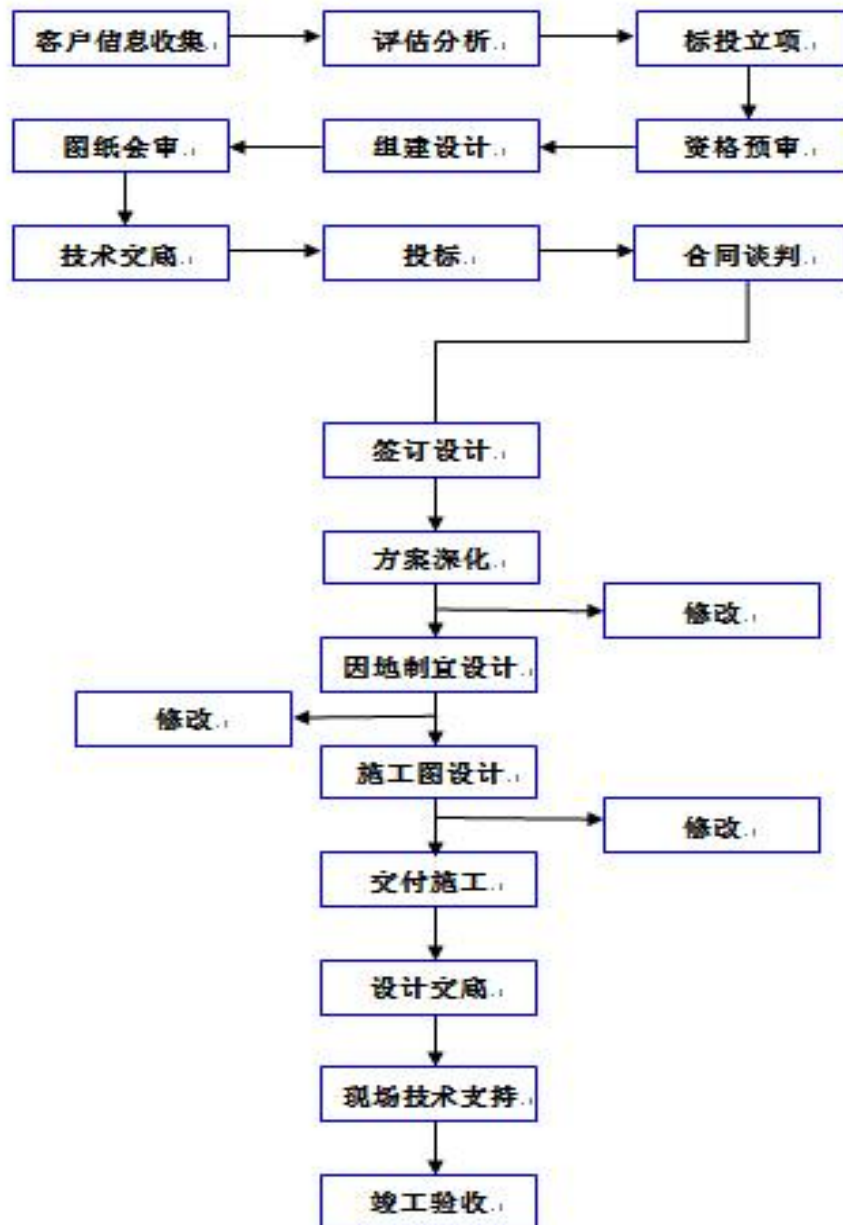 客户信息收集
评估分析
标投立项
资格预审
组建设计
图纸会审
技术交底
投标
合同谈判
签订设计
方案深化
修改
因地制宜设计
修改
施工图设计
修改
交付施工
设计交底
现场技术支持
竣工验收